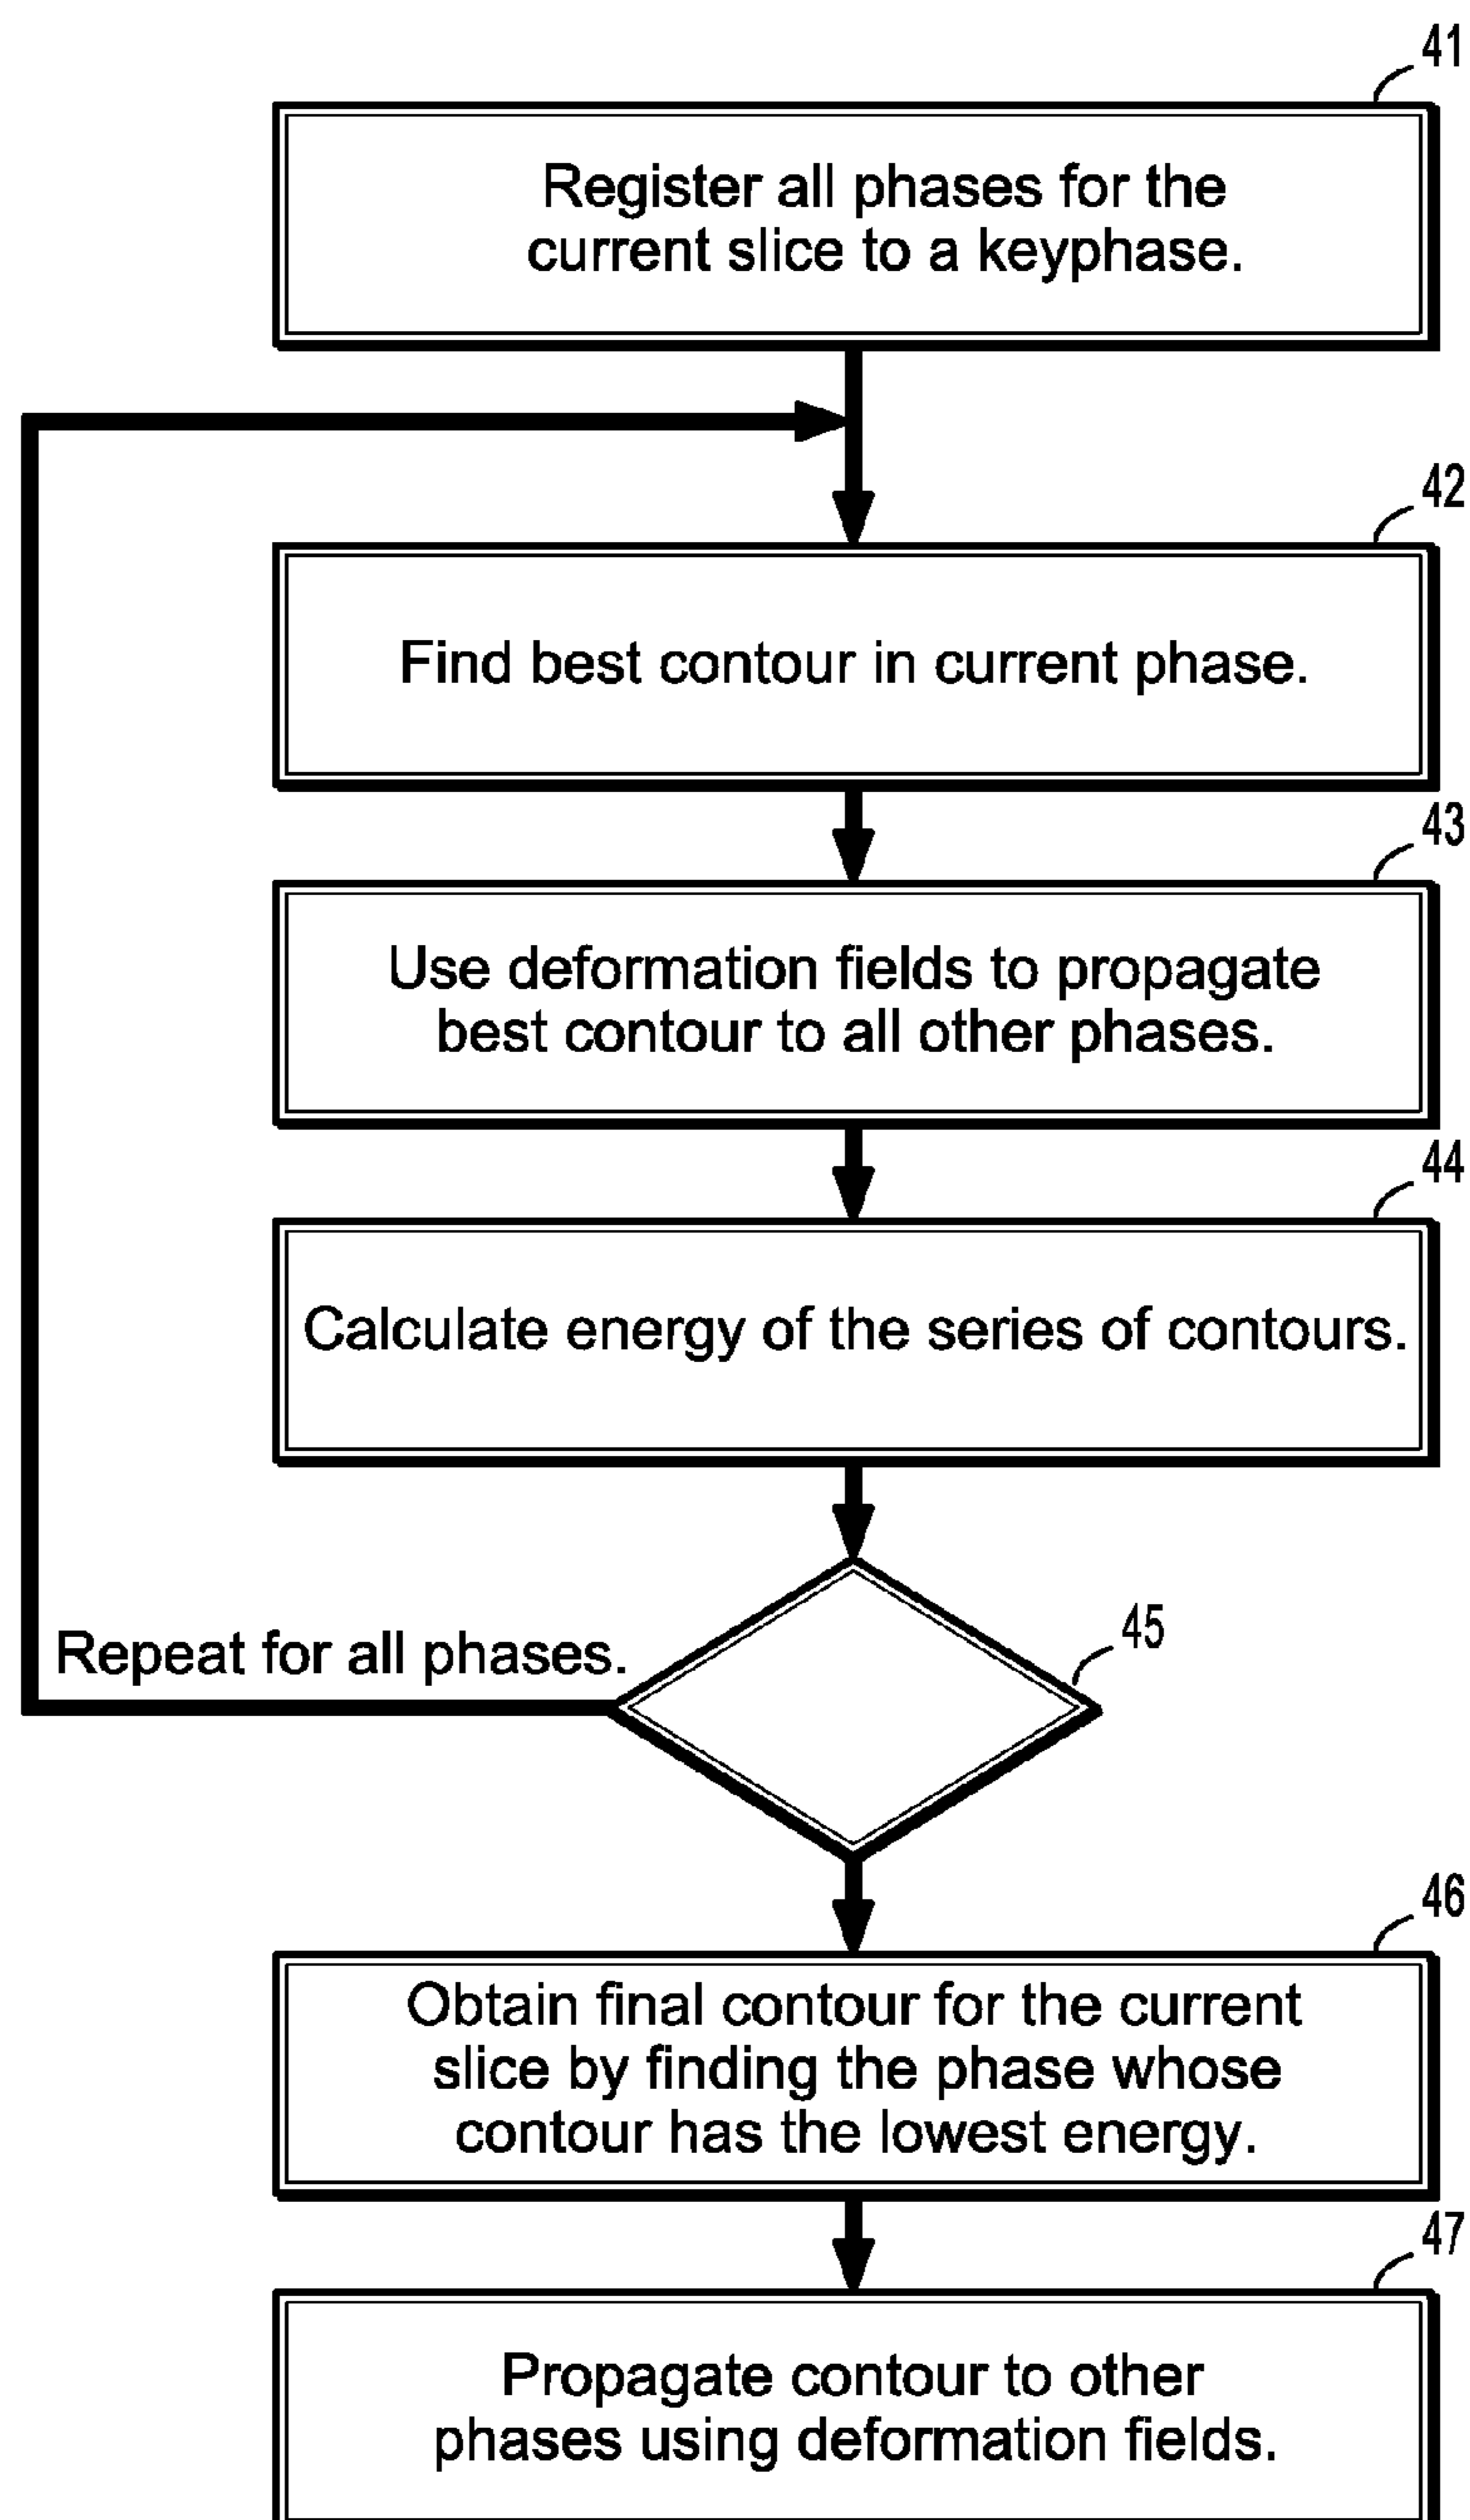 41
Register all phases for the
current slice to a keyphase.
42
Find best contour in current phase.
43
Use deformation fields to propagate
best contour to all other phases.
44
Calculate energy of the series of contours.
45
Repeat for all phases.
46
Obtain final contour for the current
slice by finding the phase whose
contour has the lowest energy.
47
Propagate contour to other
phases using deformation fields.